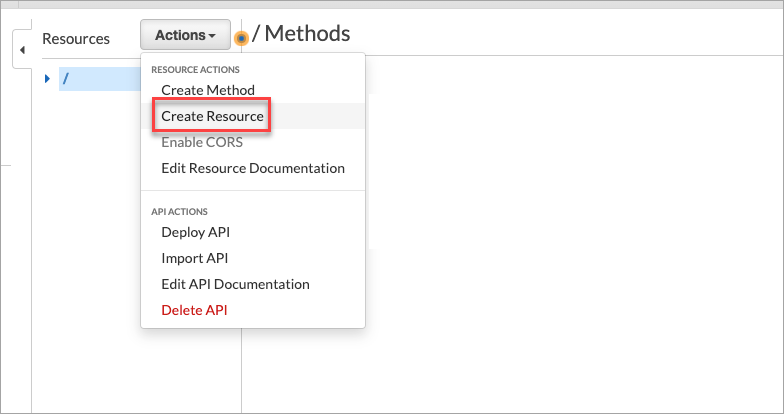 Resources
Actions
/ Methods
/
RESOURCE ACTIONS
Create Method
Create Resource
Enable CORS
Edit Resource Documentation
API ACTIONS
Deploy API
Import API
Edit API Documentation
Delete API